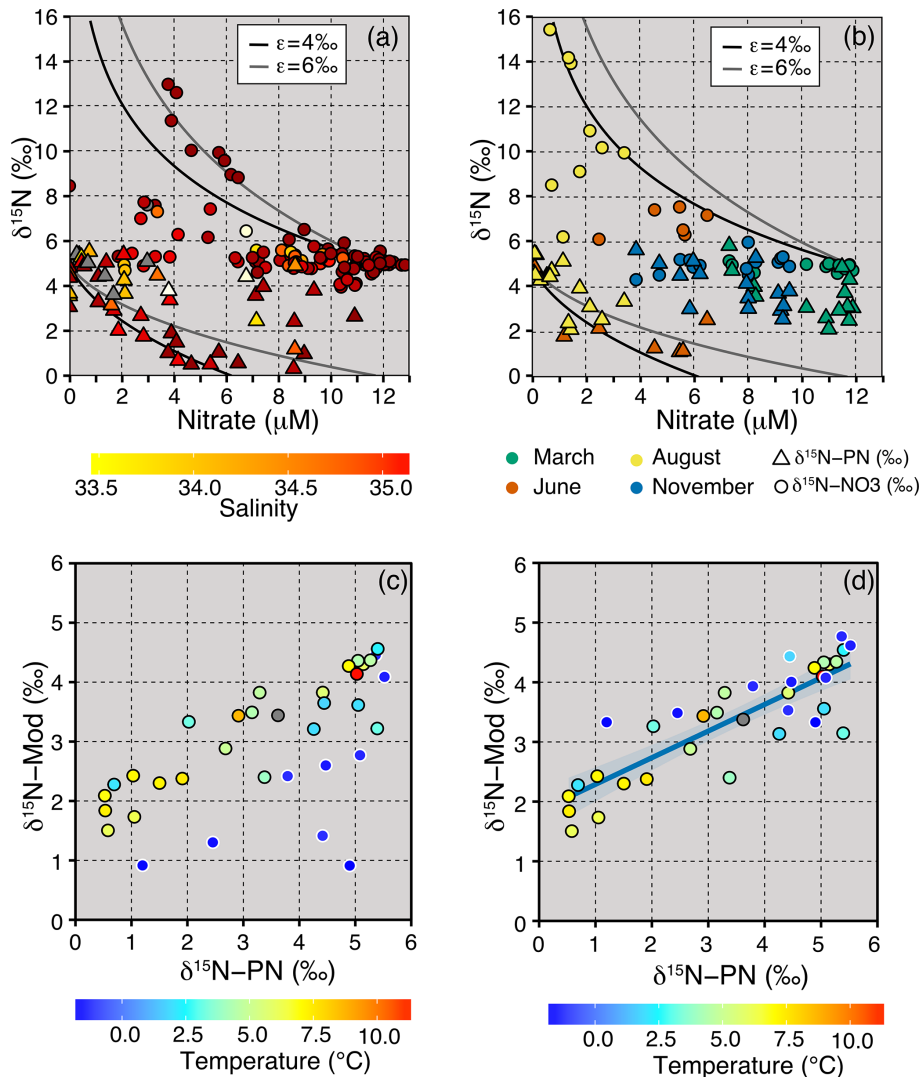 16
14
12
10
8
6
4
2
0
δ15N (‰)
ε=4‰
ε=6‰
(a)
0 2 4 6 8 10 12
Nitrate (μM)
33.5 34.0 34.5 35.0
Salinity
16
14
12
10
8
6
4
2
0
δ15N (‰)
ε=4‰
ε=6‰
(b)
0 2 4 6 8 10 12
Nitrate (μM)
March August δ15N−PN (‰)
June November δ15N−NO3 (‰)
6
5
4
3
2
1
0
δ15N−Mod (‰)
(c)
0 1 2 3 4 5 6
δ15N−PN (‰)
0.0 2.5 5.0 7.5 10.0
Temperature (°C)
6
5
4
3
2
1
0
δ15N−Mod (‰)
(d)
0 1 2 3 4 5 6
δ15N−PN (‰)
0.0 2.5 5.0 7.5 10.0
Temperature (°C)